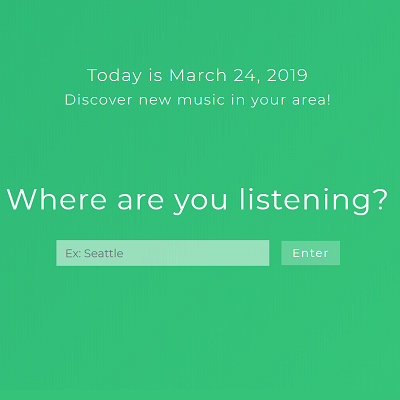 Today is March 24, 2019
Discover new music in your area!
Where are you listening?
Ex: Seattle
Enter